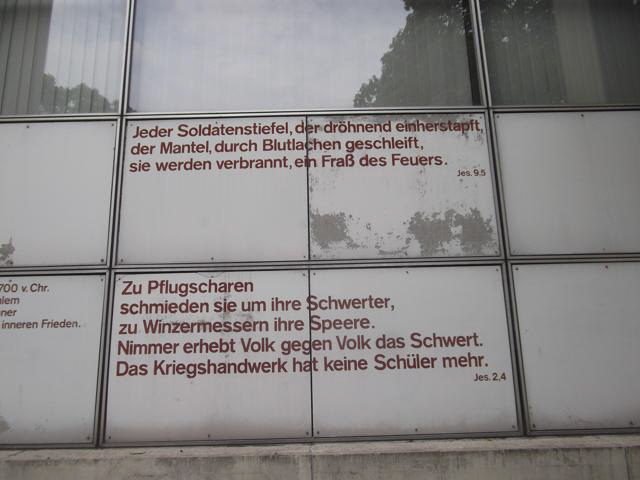 Jeder Soldatenstiefel, der dröhnend einherstapft,
der Mantel, durch Blutlachen geschleift,
sie werden verbrannt, ein Fraß des Feuers.
Jes. 9.5
700 v. Chr.
inneren Frieden.
Zu Pflugscharen
schmieden sie um ihre Schwerter,
zu Winzermessern ihre Speere.
Nimmer erhebt Volk gegen Volk das Schwert.
Das Kriegshandwerk hat keine Schüler mehr.
Jes. 2,4